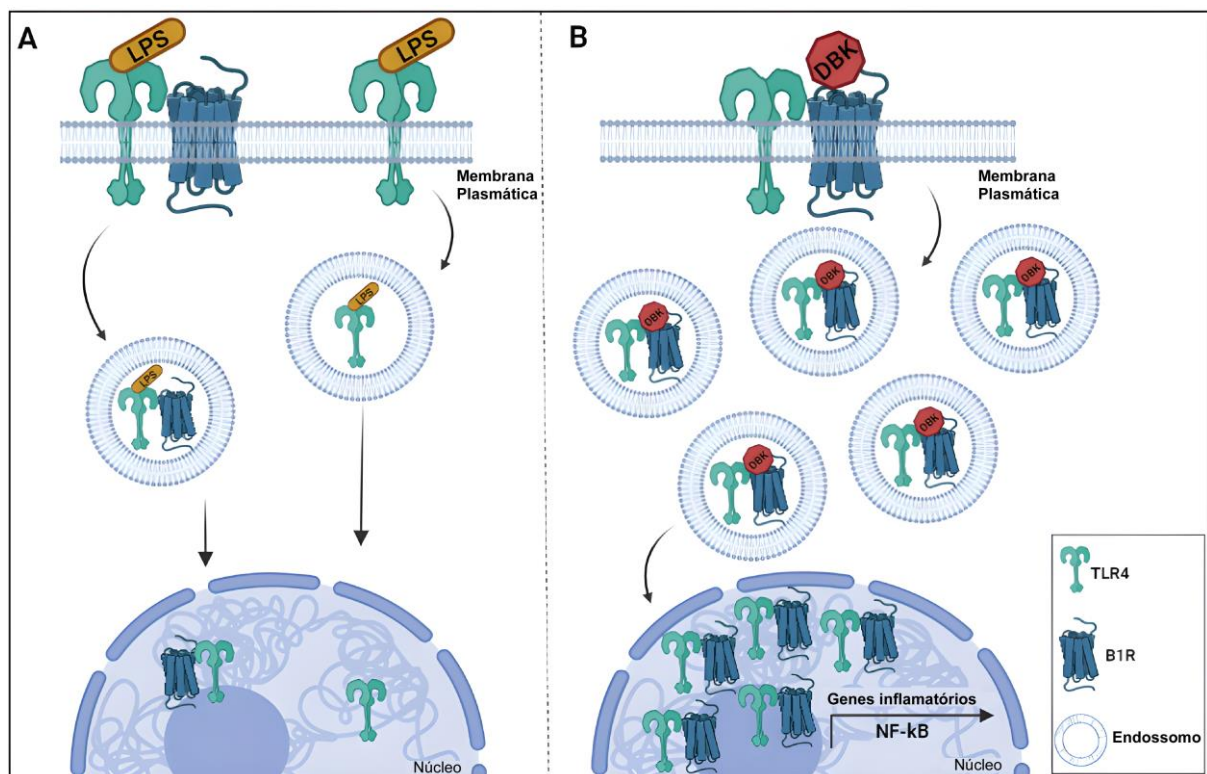 A
LPS
LPS
Membrana
Plasmática
LPS
LPS
Núcleo
B
DBK
Membrana
Plasmática
DBK
DBK
DBK
DBK
DBK
Genes inflamatórios
NF-kB
Núcleo
TLR4
B1R
Endossomo